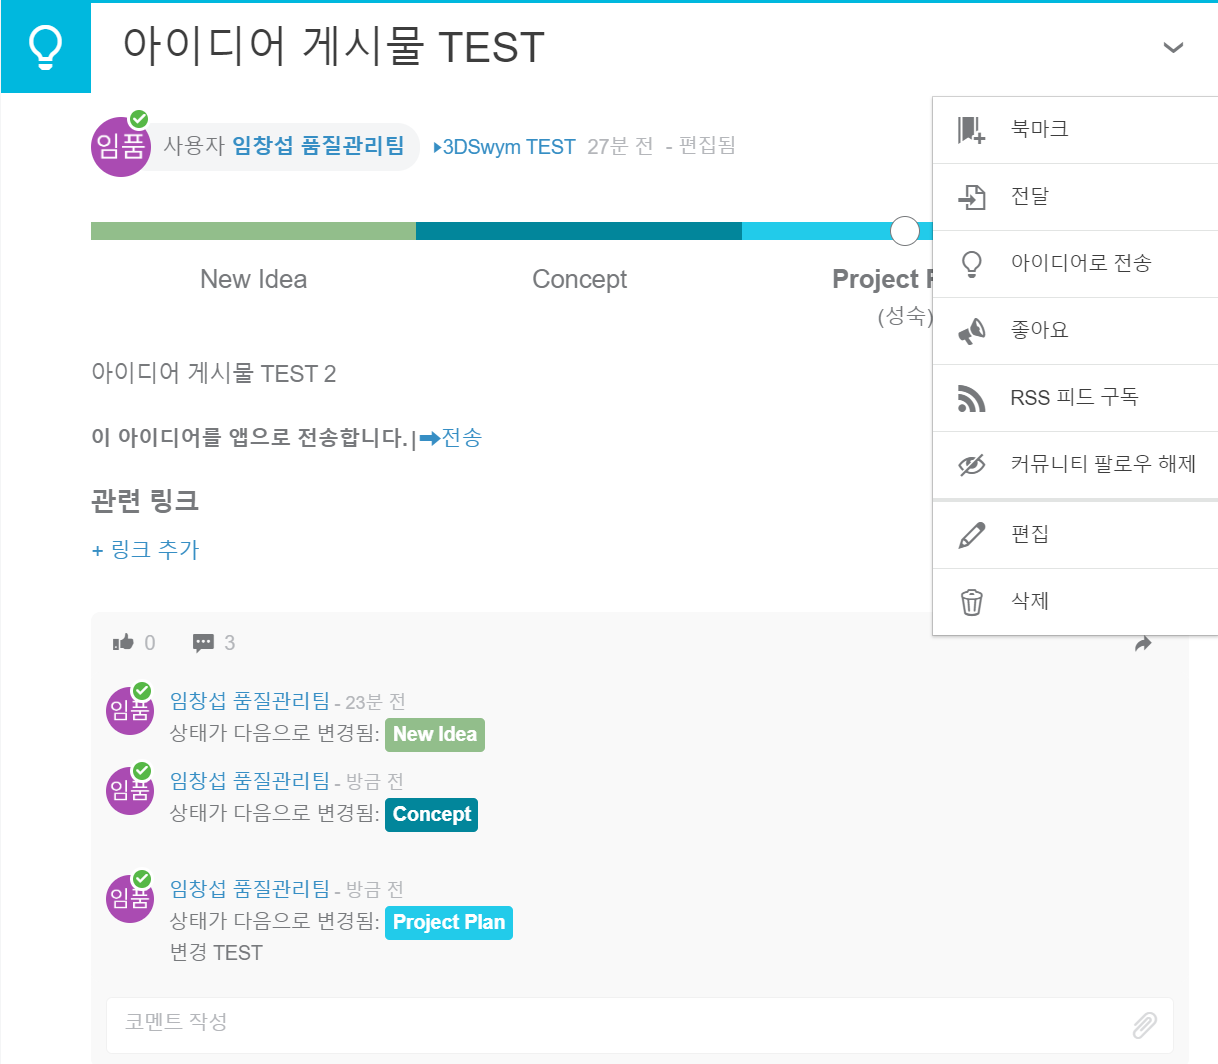 아이디어 게시물 TEST
임품 사용자 임창섭 품질관리팀 3DSwym TEST 27분 전 - 편집됨
New Idea Concept Project
(성숙)
아이디어 게시물 TEST 2
이 아이디어를 앱으로 전송합니다. | 전송
관련 링크
+ 링크 추가
북마크
전달
아이디어로 전송
좋아요
RSS 피드 구독
커뮤니티 팔로우 해제
편집
삭제
0 3
임품 임창섭 품질관리팀 - 23분 전
상태가 다음으로 변경됨: New Idea
임품 임창섭 품질관리팀 - 방금 전
상태가 다음으로 변경됨: Concept
임품 임창섭 품질관리팀 - 방금 전
상태가 다음으로 변경됨: Project Plan
변경 TEST
코멘트 작성